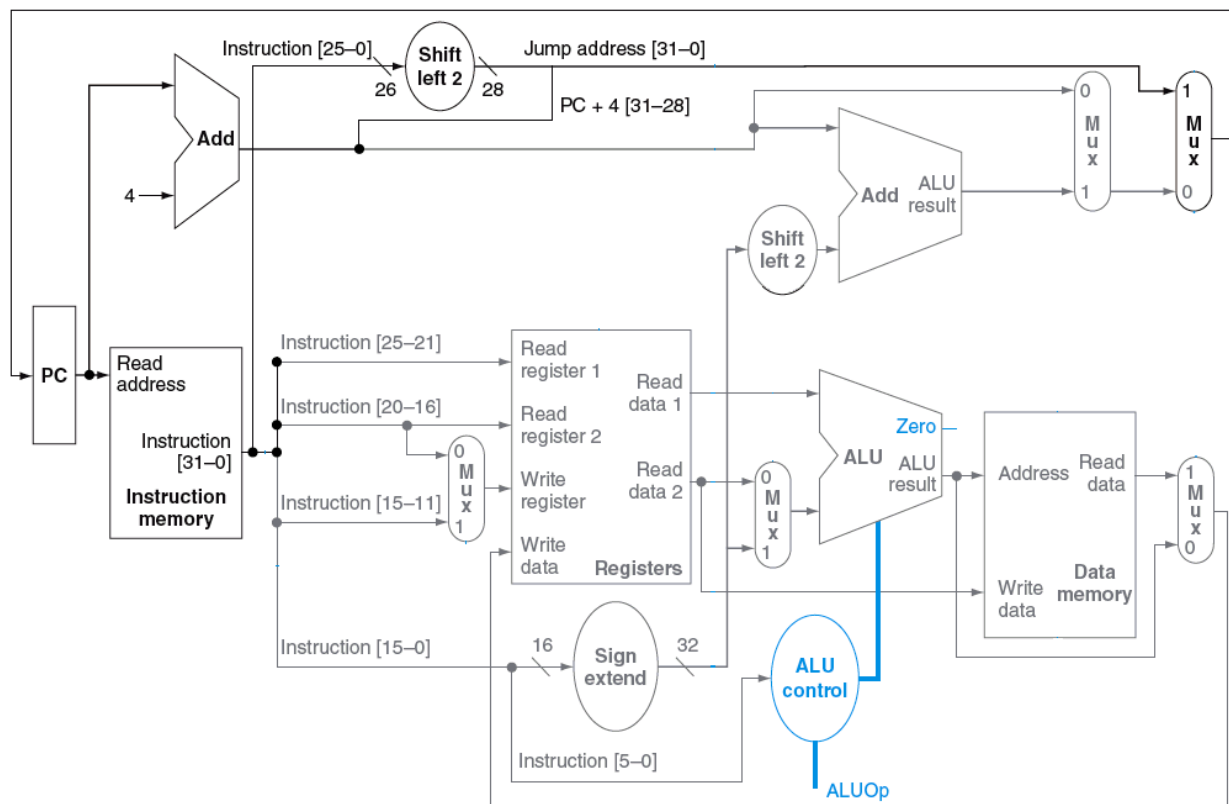 Instruction [25–0]
Shift
left 2
Jump address [31–0]
26
28
PC + 4 [31–28]
Add
4
0
M
u
x
1
1
M
u
x
0
Add
ALU
result
Shift
left 2
PC
Read
address
Instruction
[31–0]
Instruction
memory
Instruction [25–21]
Instruction [20–16]
Instruction [15–11]
0
M
u
x
1
Read
register 1
Read
register 2
Write
register
Write
data
Read
data 1
Read
data 2
Registers
0
M
u
x
1
Zero
ALU
ALU
result
Address
Read
data
Write
data
Data
memory
1
M
u
x
0
Instruction [15–0]
16
Sign
extend
32
ALU
control
Instruction [5–0]
ALUOp